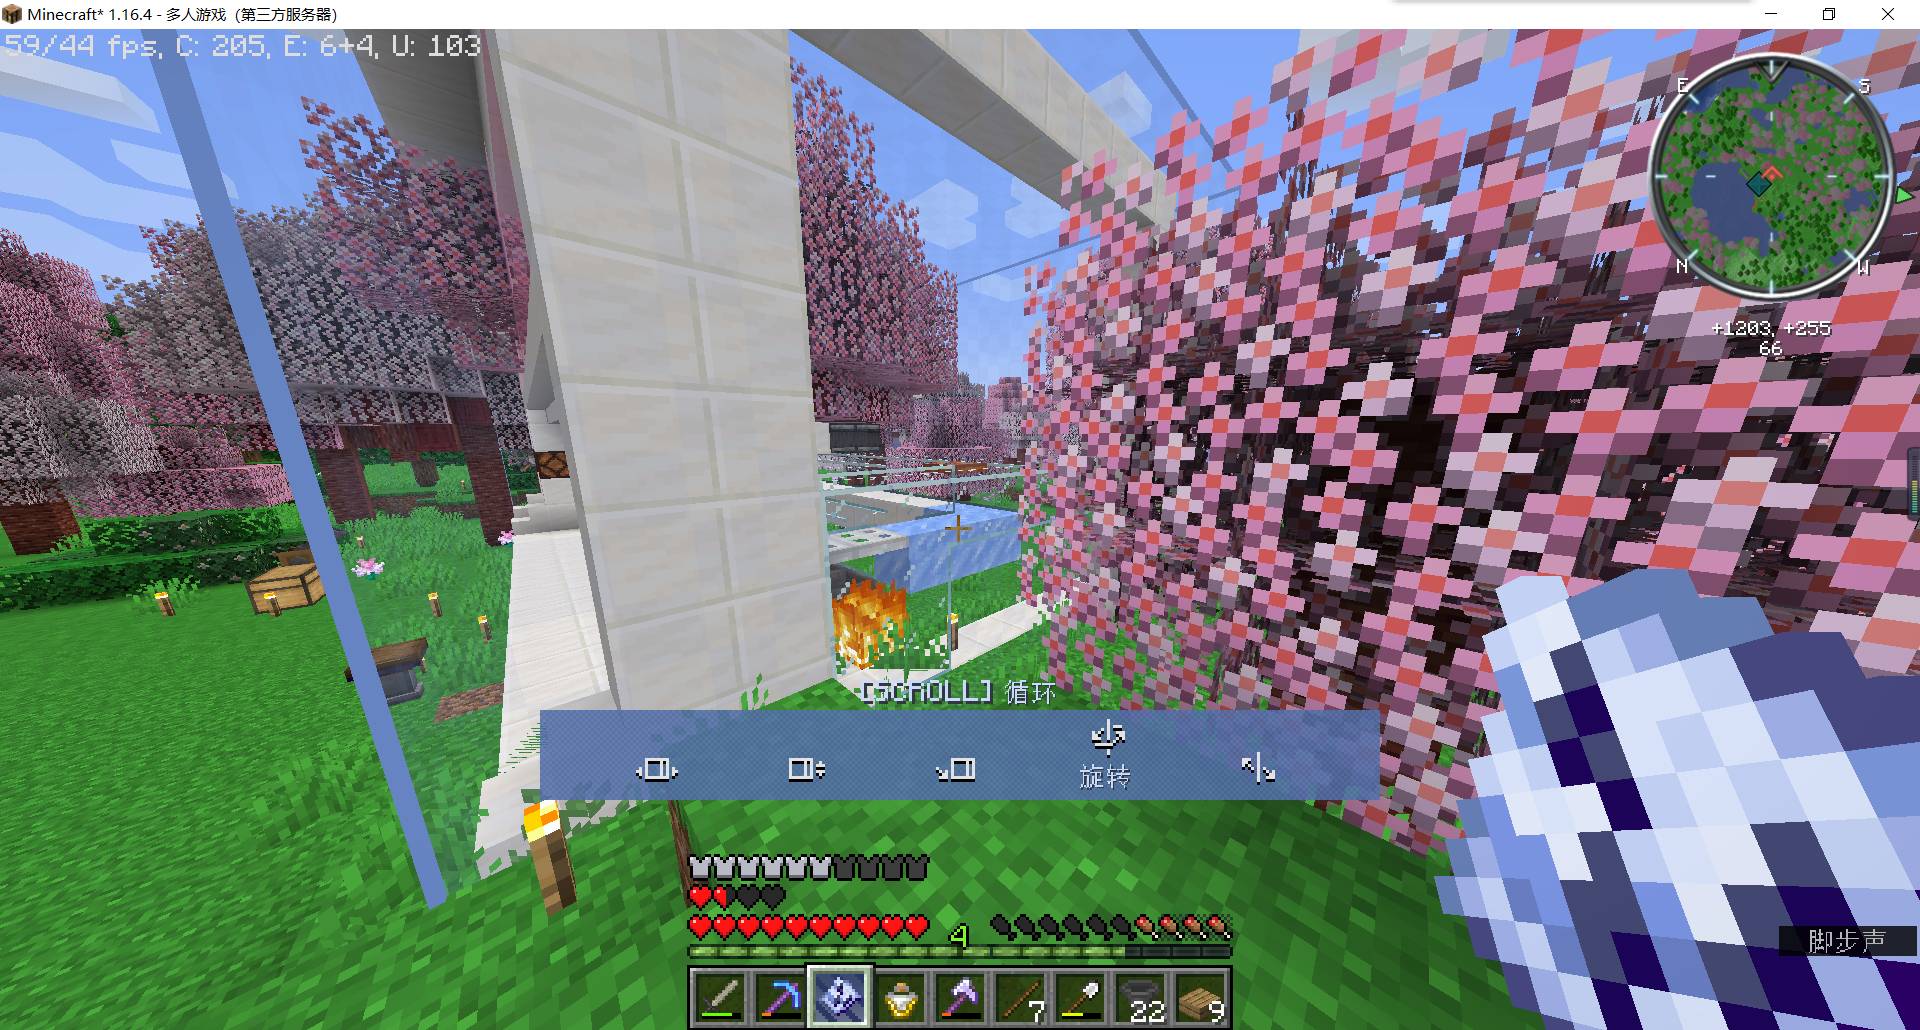 Minecraft* 1.16.4 - 多人游戏（第三方服务器）
59/44 fps, C: 205, E: 6+4, U: 103
E
S
N
W
+1203, +255
66
[SCROLL] 循环
旋转
4
脚步声
7
22
9